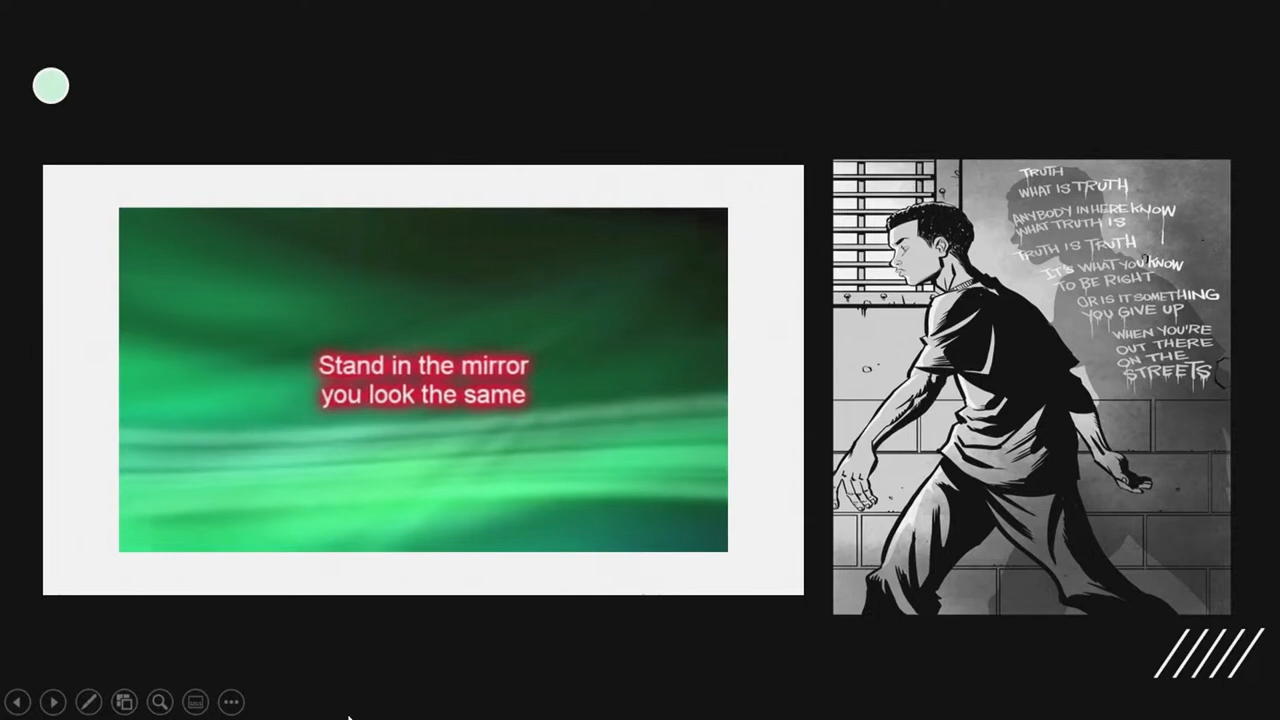 Stand in the mirror
you look the same
TRUTH
WHAT IS TRUTH
ANYBODY IN HERE KNOW
WHAT TRUTH IS
TRUTH IS TRUTH
IT'S WHAT YOU KNOW
TO BE RIGHT
OR IS IT SOMETHING
YOU GIVE UP
WHEN YOU'RE
OUT THERE
ON THE
STREETS